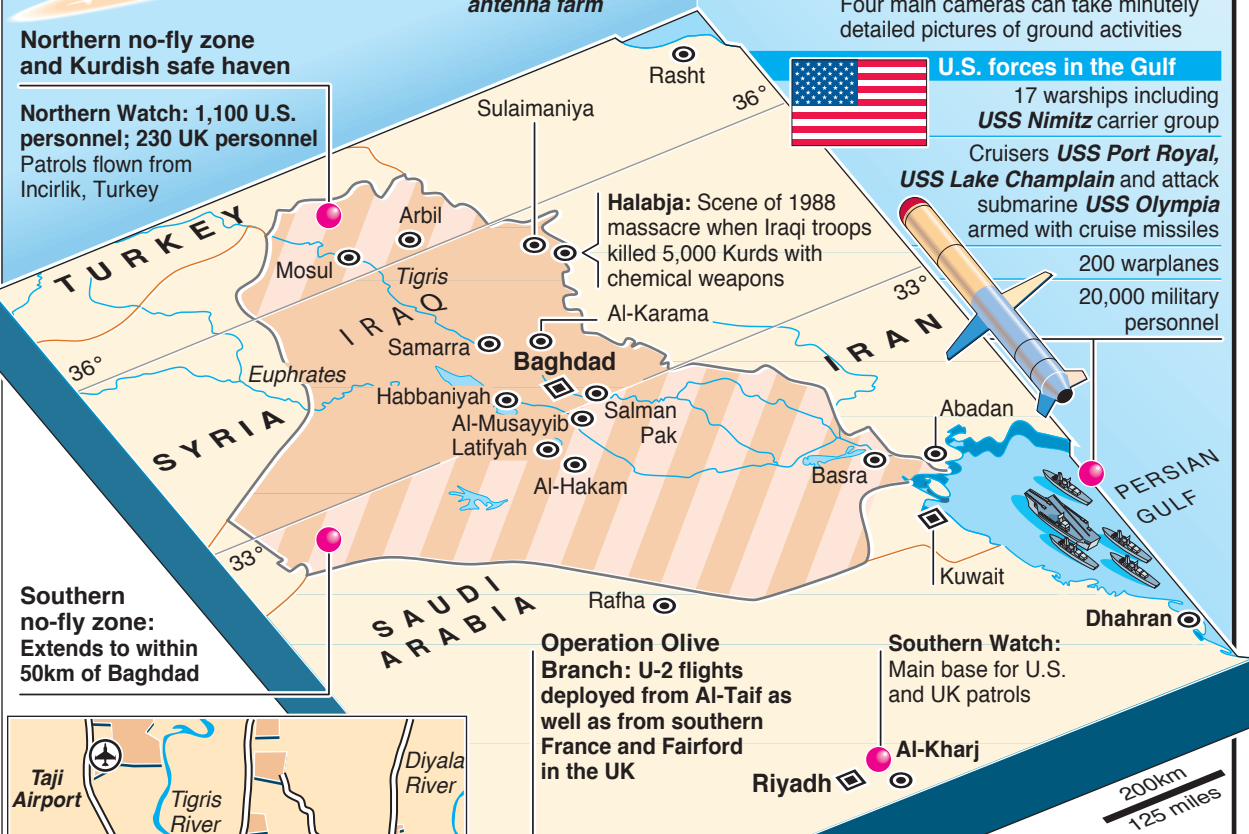 antenna farm
Four main cameras can take minutely
detailed pictures of ground activities
Northern no-fly zone
and Kurdish safe haven
Northern Watch: 1,100 U.S.
personnel; 230 UK personnel
Patrols flown from
Incirlik, Turkey
U.S. forces in the Gulf
17 warships including
USS Nimitz carrier group
Cruisers USS Port Royal,
USS Lake Champlain and attack
submarine USS Olympia
armed with cruise missiles
200 warplanes
20,000 military
personnel
Rasht
36°
Sulaimaniya
Halabja: Scene of 1988
massacre when Iraqi troops
killed 5,000 Kurds with
chemical weapons
TURKEY
Arbil
Mosul
Tigris
IRAQ
33°
Al-Karama
IRAN
Samarra
Baghdad
36°
Euphrates
Habbaniyah
Salman
Pak
Al-Musayyib
Latifyah
Al-Hakam
Abadan
Basra
SYRIA
PERSIAN
GULF
33°
Kuwait
SAUDI
ARABIA
Rafha
Dhahran
Southern
no-fly zone:
Extends to within
50km of Baghdad
Operation Olive
Branch: U-2 flights
deployed from Al-Taif as
well as from southern
France and Fairford
in the UK
Southern Watch:
Main base for U.S.
and UK patrols
Al-Kharj
Riyadh
200km
125 miles
Taji
Airport
Tigris
River
Diyala
River